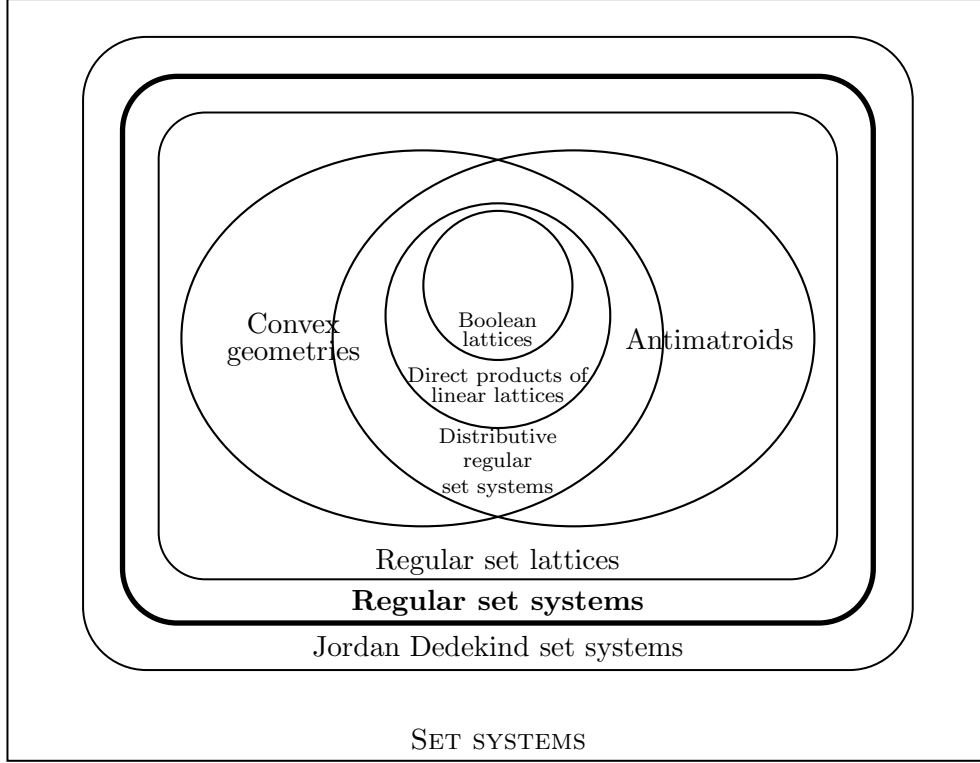 Convex
geometries
Boolean
lattices
Antimatroids
Direct products of
linear lattices
Distributive
regular
set systems
Regular set lattices
Regular set systems
Jordan Dedekind set systems
SET SYSTEMS